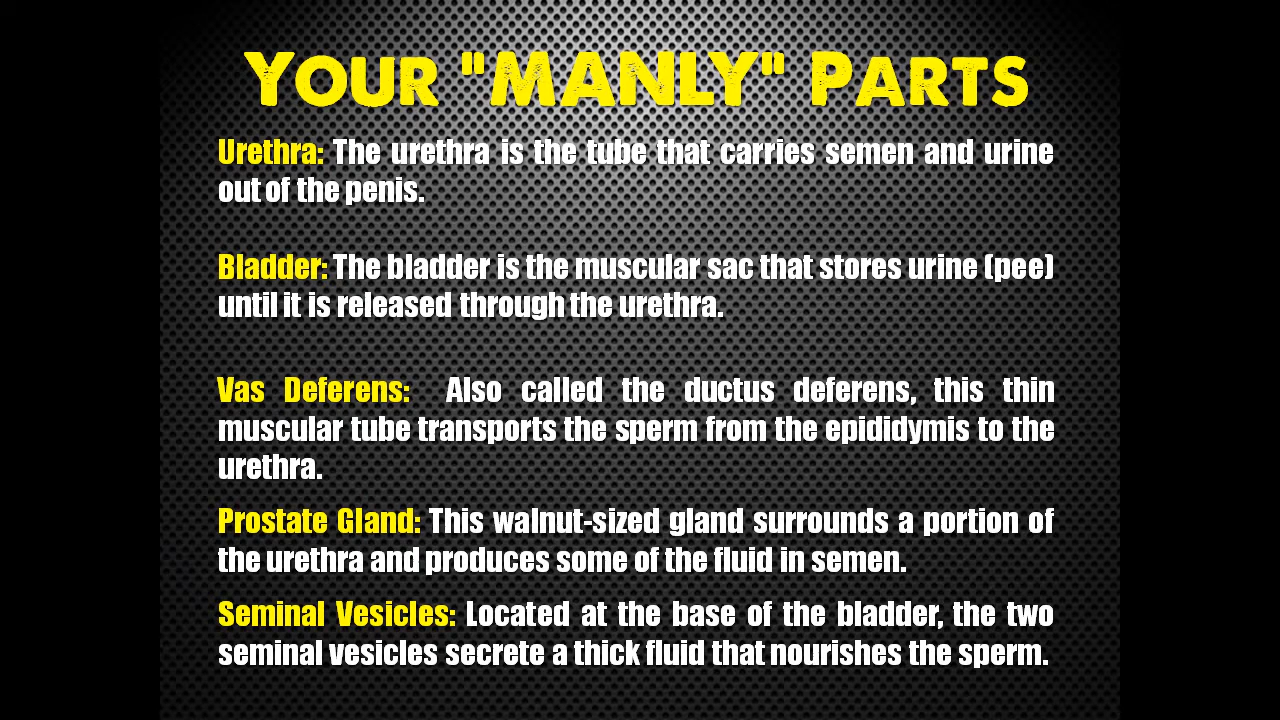 YOUR "MANLY" PARTS
Urethra: The urethra is the tube that carries semen and urine
out of the penis.
Bladder: The bladder is the muscular sac that stores urine (pee)
until it is released through the urethra.
Vas Deferens: Also called the ductus deferens, this thin
muscular tube transports the sperm from the epididymis to the
urethra.
Prostate Gland: This walnut-sized gland surrounds a portion of
the urethra and produces some of the fluid in semen.
Seminal Vesicles: Located at the base of the bladder, the two
seminal vesicles secrete a thick fluid that nourishes the sperm.